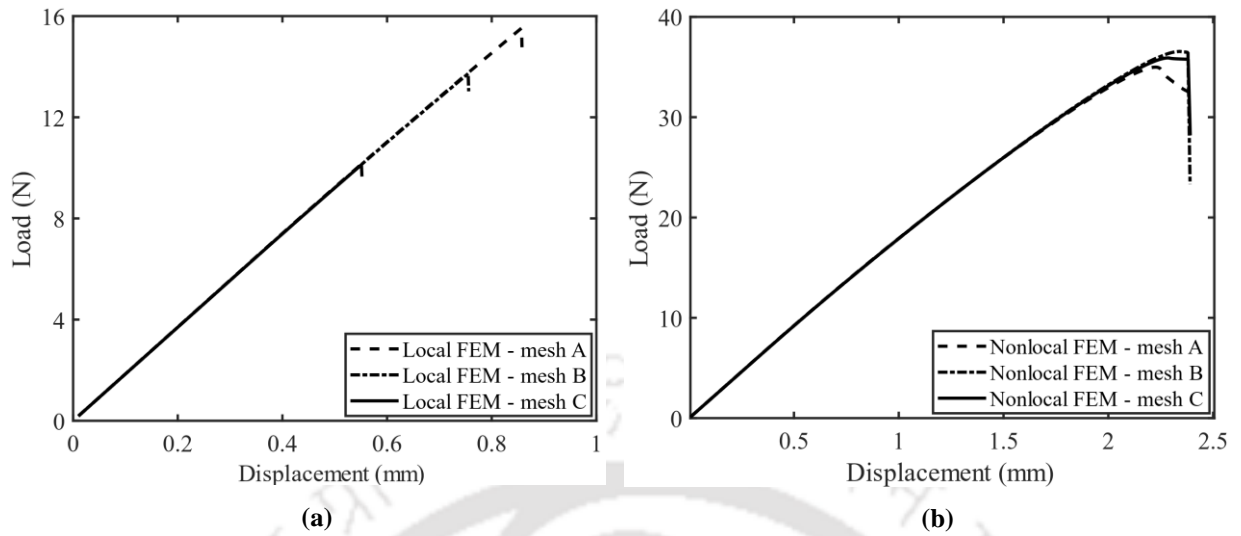 16
12
8
4
0
Load (N)
0
0.2
0.4
0.6
0.8
1
Displacement (mm)
Local FEM - mesh A
Local FEM - mesh B
Local FEM - mesh C
(a)
40
30
20
10
0
Load (N)
0.5
1
1.5
2
2.5
Displacement (mm)
Nonlocal FEM - mesh A
Nonlocal FEM - mesh B
Nonlocal FEM - mesh C
(b)